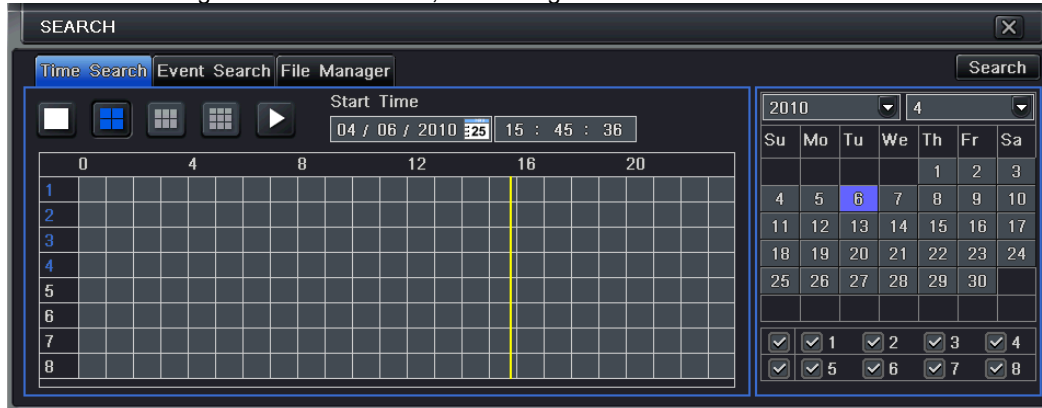 SEARCH
Time Search Event Search File Manager
Search
Start Time
04 / 06 / 2010 25 15 : 45 : 36
0 4 8 12 16 20
1
2
3
4
5
6
7
8
2010 4
Su Mo Tu We Th Fr Sa
1 2 3
4 5 6 7 8 9 10
11 12 13 14 15 16 17
18 19 20 21 22 23 24
25 26 27 28 29 30
1 2 3 4
5 6 7 8